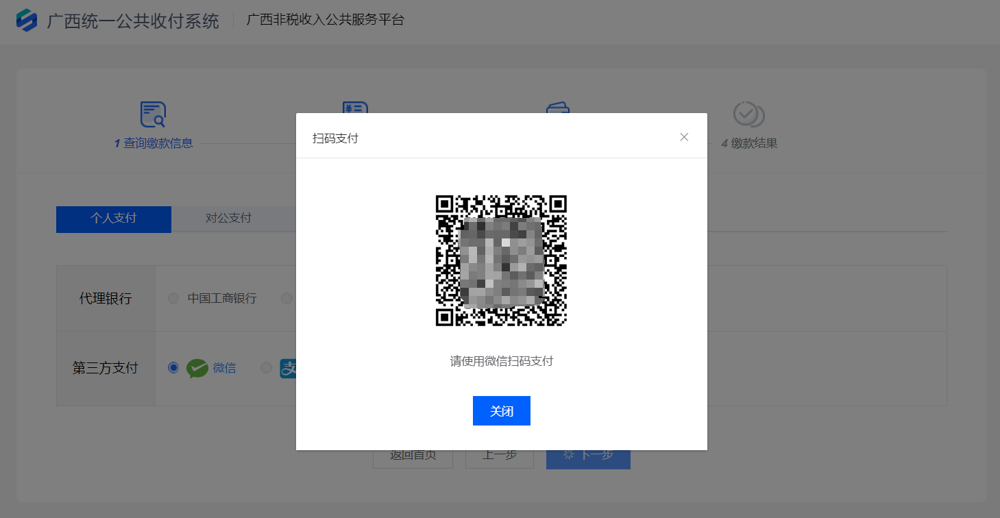 广西统一公共收付系统
广西非税收入公共服务平台
1 查询缴款信息
4 缴款结果
扫码支付
个人支付
对公支付
代理银行
中国工商银行
第三方支付
微信
支
请使用微信扫码支付
关闭
返回首页
上一步
下一步